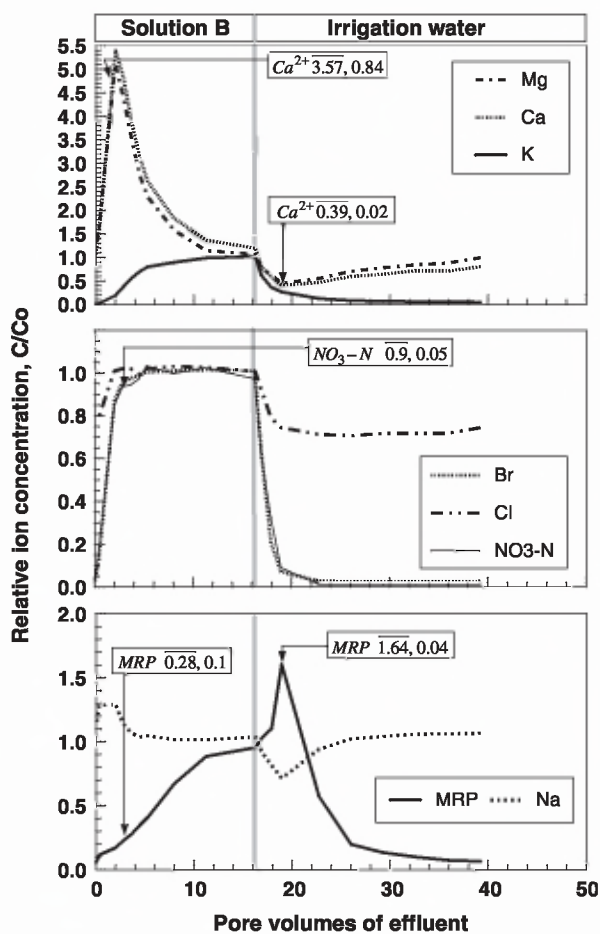 Solution B Irrigation water
Relative ion concentration, C/Co
5.5
5.0
4.5
4.0
3.5
3.0
2.5
2.0
1.5
1.0
0.5
0.0
Ca2+ 3.57, 0.84
Ca2+ 0.39, 0.02
Mg
Ca
K
1.0
0.8
0.6
0.4
0.2
0.0
NO3–N 0.9, 0.05
Br
Cl
NO3-N
2.0
1.5
1.0
0.5
0.0
MRP 0.28, 0.1
MRP 1.64, 0.04
MRP Na
0 10 20 30 40 50
Pore volumes of effluent